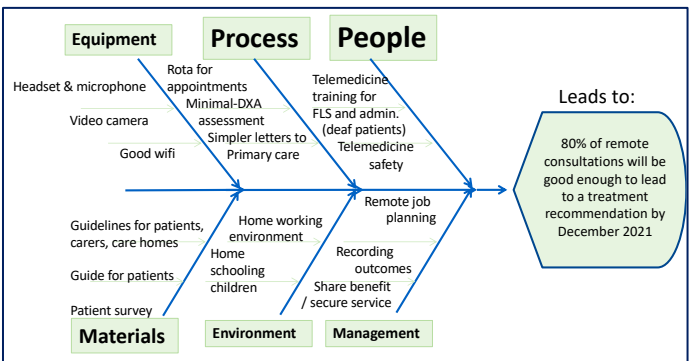 Equipment
Process
People
Headset & microphone
Video camera
Good wifi
Rota for
appointments
Minimal-DXA
assessment
Simpler letters to
Primary care
Telemedicine
training for
FLS and admin.
(deaf patients)
Telemedicine
safety
Leads to:
80% of remote
consultations will be
good enough to lead
to a treatment
recommendation by
December 2021
Guidelines for patients,
carers, care homes
Guide for patients
Patient survey
Home working
environment
Home
schooling
children
Remote job
planning
Recording
outcomes
Share benefit
/ secure service
Materials
Environment
Management